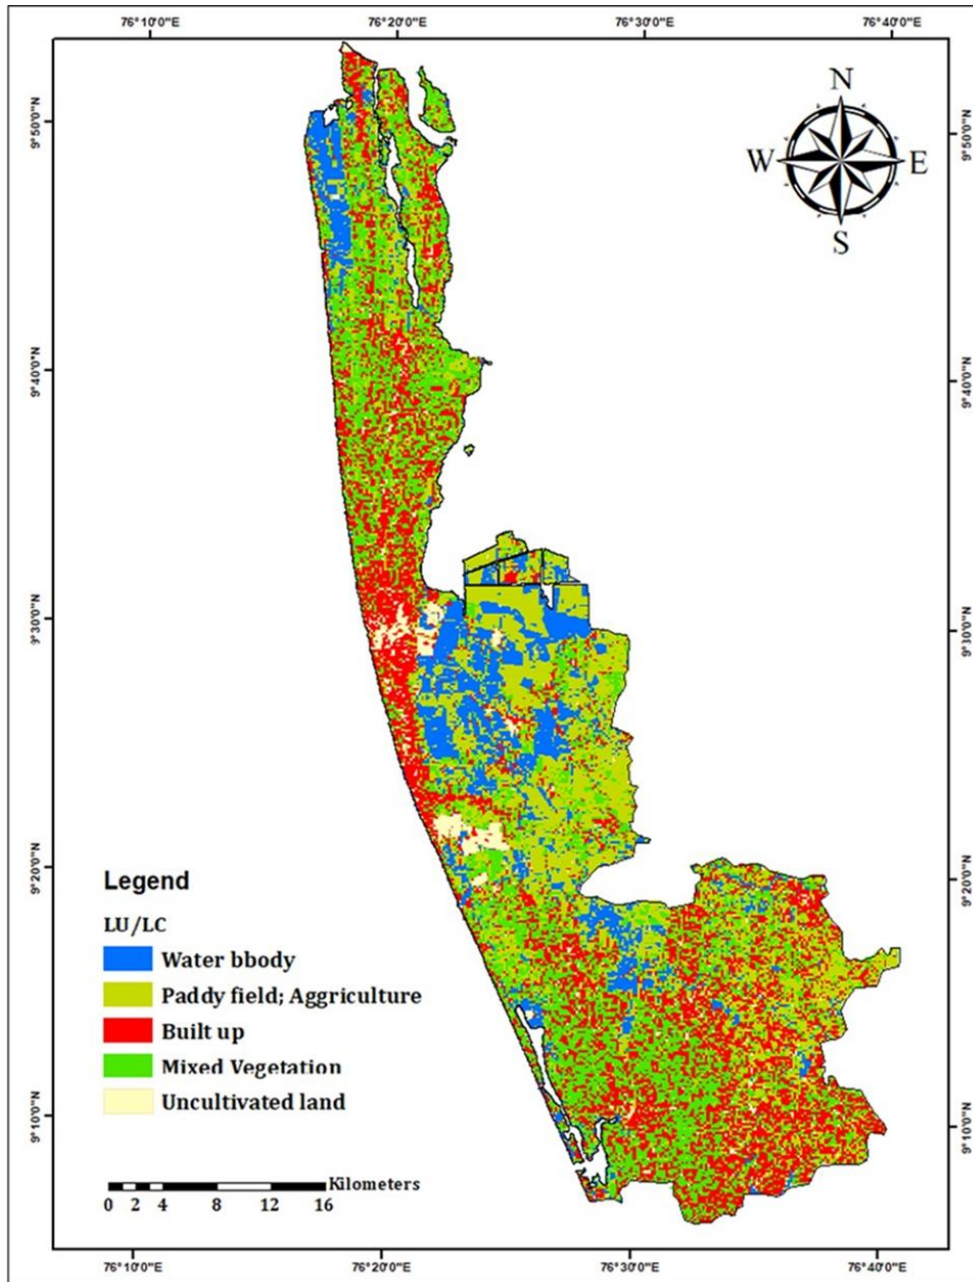 76°10'0"E 76°20'0"E 76°30'0"E 76°40'0"E
N
W E
S
9°50'0"N 9°50'0"N
9°40'0"N 9°40'0"N
9°30'0"N 9°30'0"N
9°20'0"N 9°20'0"N
Legend
LU/LC
Water bbody
Paddy field; Aggriculture
Built up
Mixed Vegetation
Uncultivated land
9°10'0"N 9°10'0"N
Kilometers
0 2 4 8 12 16
76°10'0"E 76°20'0"E 76°30'0"E 76°40'0"E